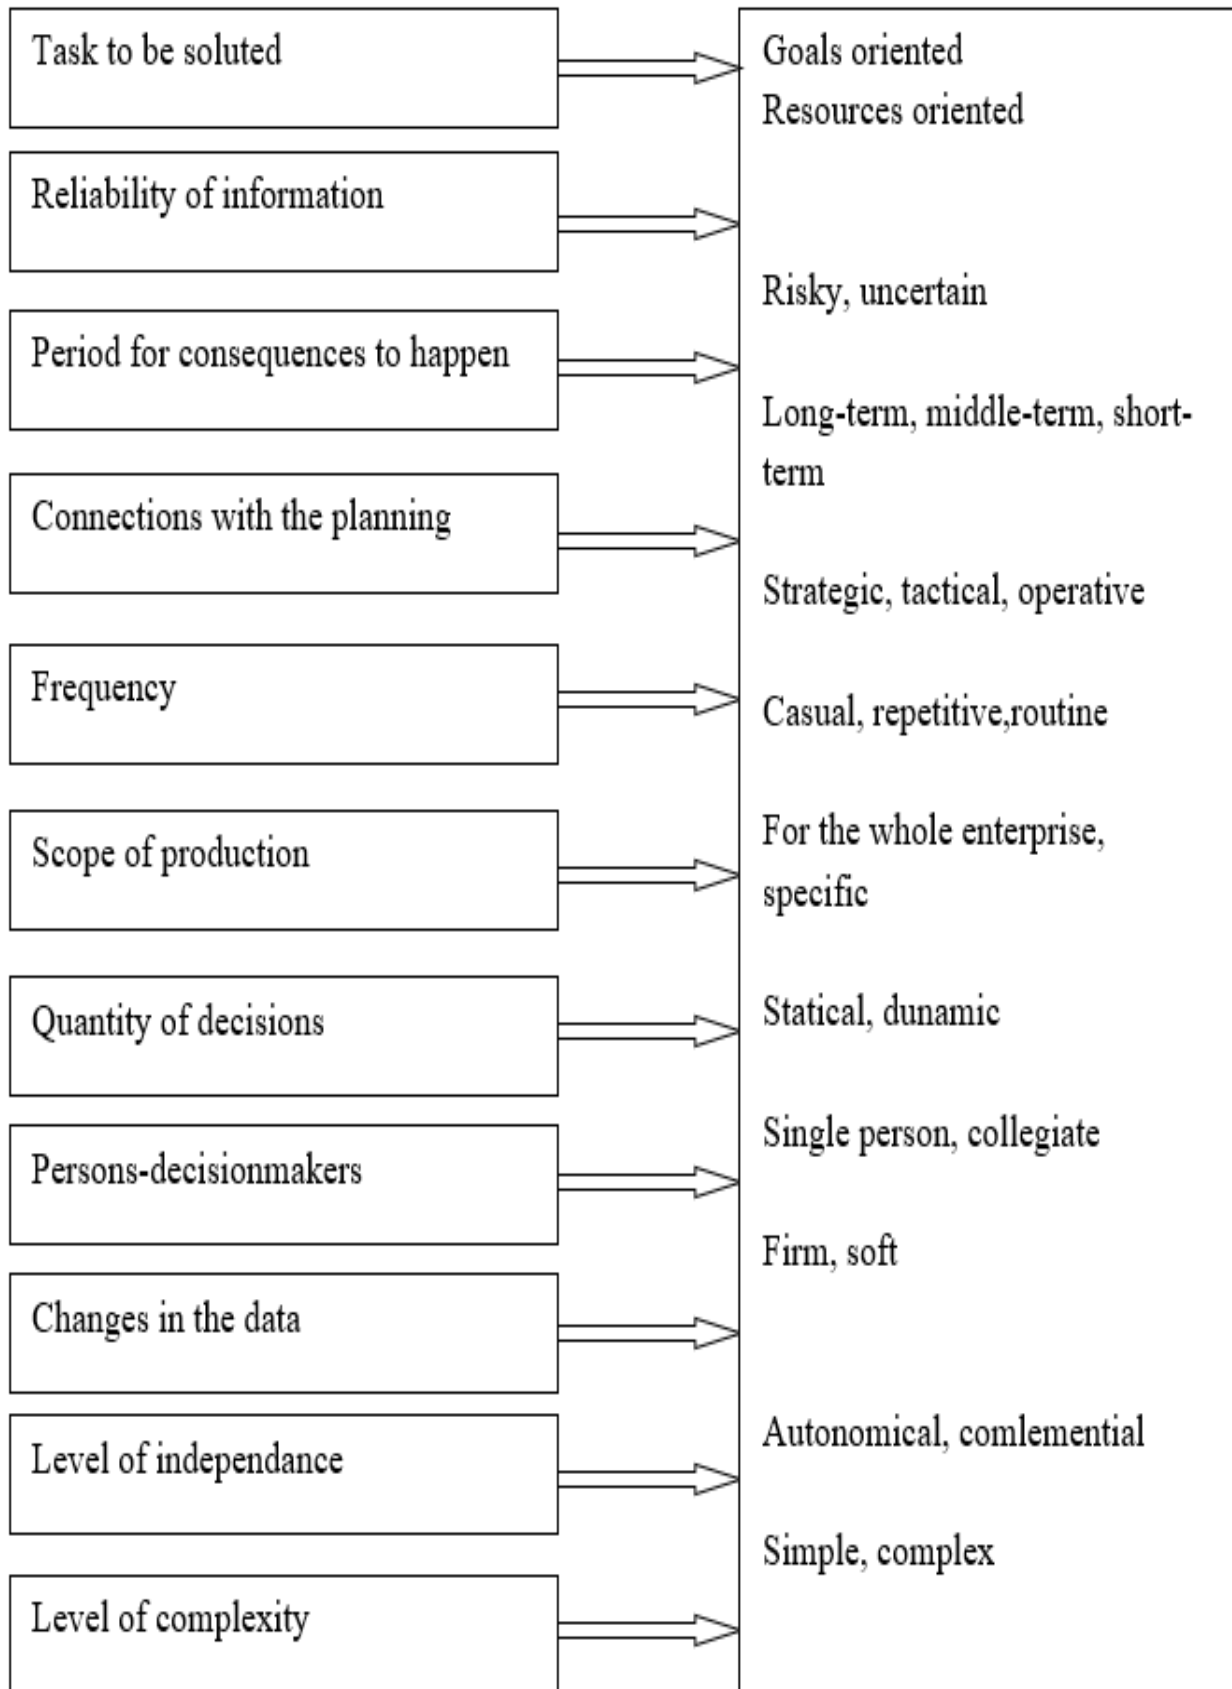 Task to be soluted
Goals oriented
Resources oriented
Reliability of information
Risky, uncertain
Period for consequences to happen
Long-term, middle-term, short-
term
Connections with the planning
Strategic, tactical, operative
Frequency
Casual, repetitive,routine
Scope of production
For the whole enterprise,
specific
Quantity of decisions
Statical, dunamic
Persons-decisionmakers
Single person, collegiate
Firm, soft
Changes in the data
Autonomical, comlemential
Level of independance
Simple, complex
Level of complexity